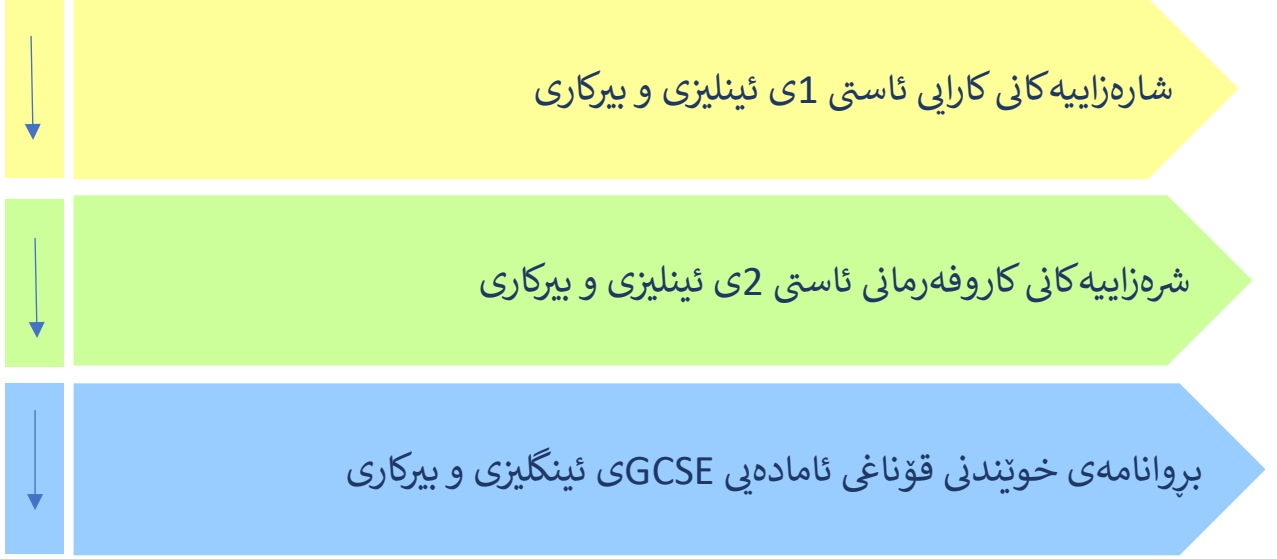 شارەزاییەکانی کارایی ئاستی 1ی ئینلیزی و بیرکاری
شرەزاییەکانی کاروفەرمانی ئاستی 2ی ئینلیزی و بیرکاری
بڕوانامەی خوێندنی قۆناغی ئامادەیی GCSEی ئینگلیزی و بیرکاری